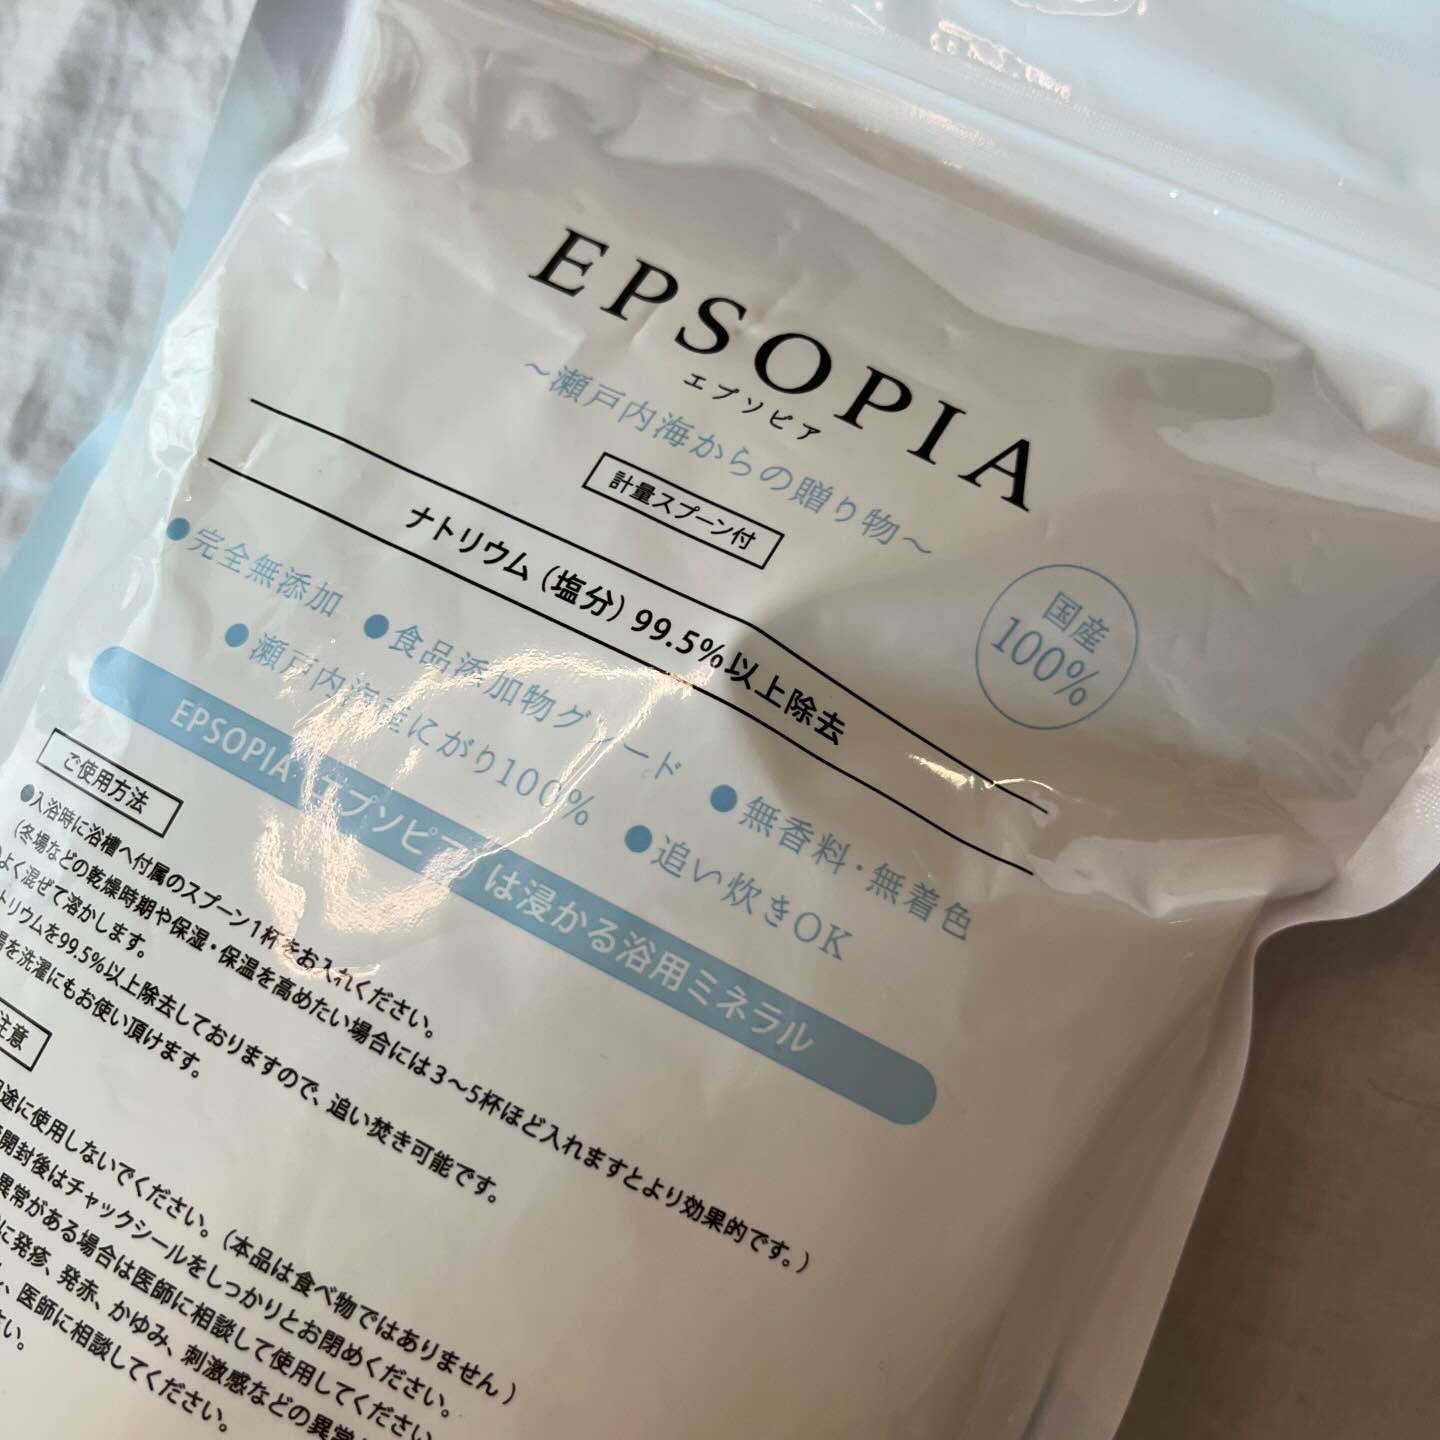 EPSOPIA
エプソピア
～瀬戸内海からの贈り物～
計量スプーン付
国産
100%
ナトリウム（塩分）99.5%以上除去
●完全無添加 ●食品添加物グレード ●無香料・無着色
●瀬戸内海産にがり100% ●追い炊きOK
EPSOPIA エプソピア は浸かる浴用ミネラル
ご使用方法
●入浴時に浴槽へ付属のスプーン1杯をお入れください。
(冬場などの乾燥時期や保湿・保温を高めたい場合には3～5杯ほど入れますとより効果的です。)
よく混ぜて溶かします。
トリウムを99.5%以上除去しておりますので、追い焚き可能です。
を洗濯にもお使い頂けます。
注意
途に使用しないでください。(本品は食べ物ではありません)
開封後はチャックシールをしっかりとお閉めください。
異常がある場合は医師に相談して使用してください
に発疹、発赤、かゆみ、刺激感などの異常
医師に相談してください。
さい。